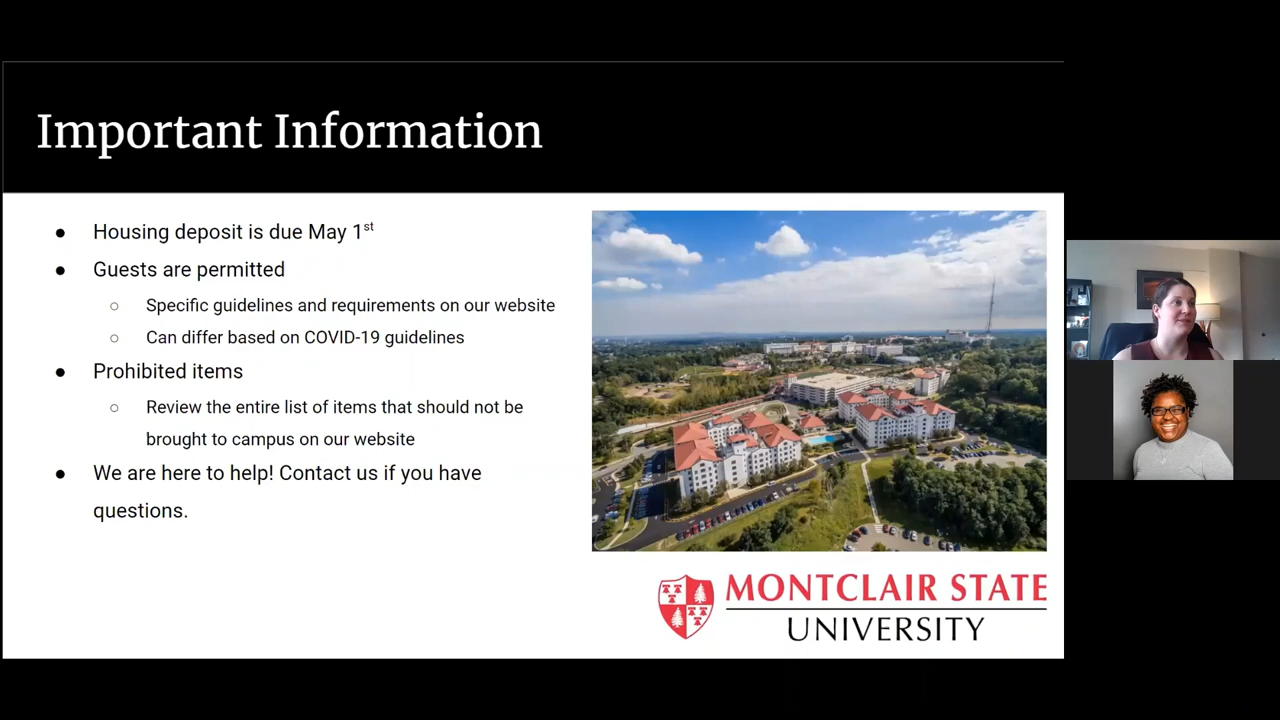 Important Information
● Housing deposit is due May 1st
● Guests are permitted
○ Specific guidelines and requirements on our website
○ Can differ based on COVID-19 guidelines
● Prohibited items
○ Review the entire list of items that should not be
brought to campus on our website
● We are here to help! Contact us if you have
questions.
MONTCLAIR STATE
UNIVERSITY